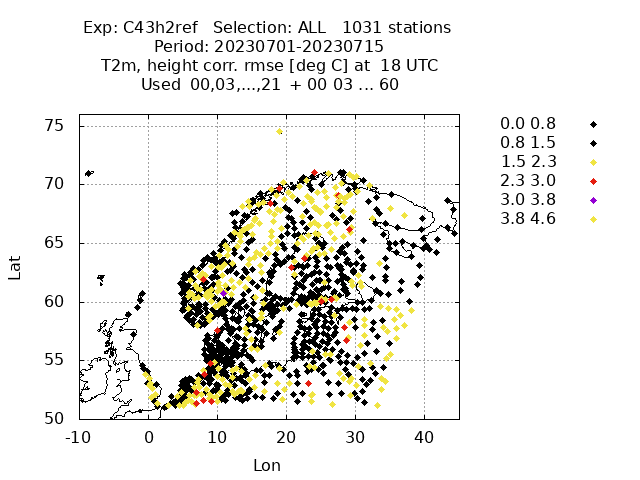 Exp: C43h2ref   Selection: ALL   1031 stations
Period: 20230701-20230715
T2m, height corr. rmse [deg C] at  18 UTC
Used  00,03,...,21  + 00 03 ... 60
0.0 0.8
0.8 1.5
1.5 2.3
2.3 3.0
3.0 3.8
3.8 4.6
75
70
65
60
55
50
Lat
-10 0 10 20 30 40
Lon